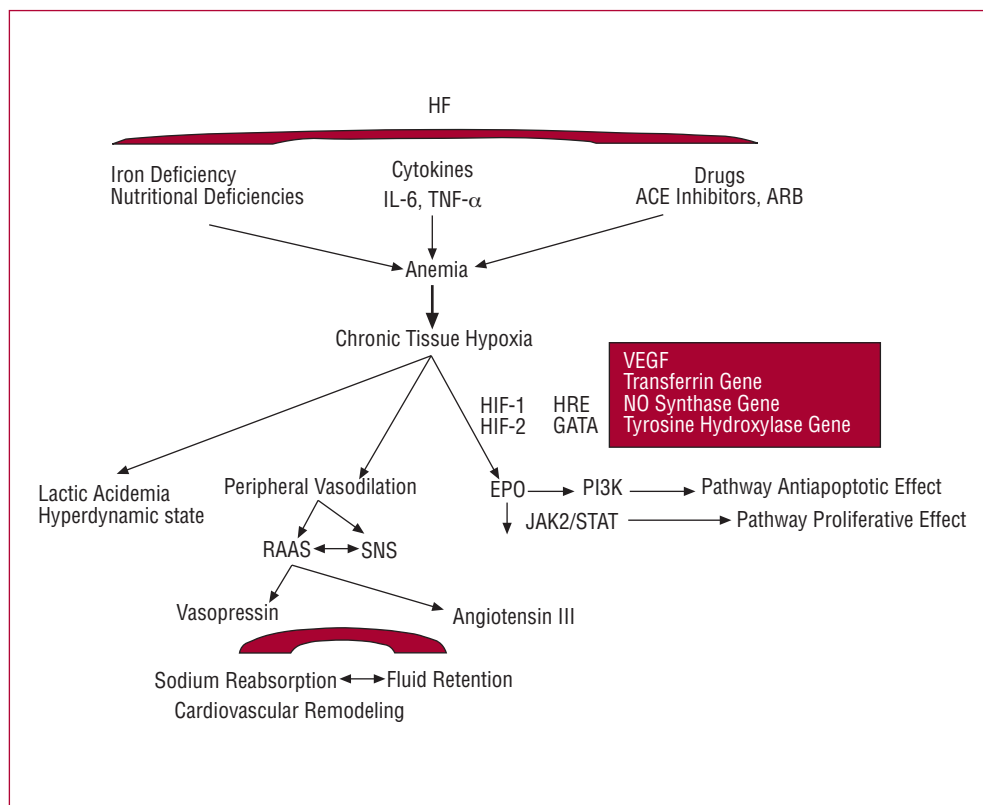 HF
Iron Deficiency
Nutritional Deficiencies
Cytokines
IL-6, TNF-α
Drugs
ACE Inhibitors, ARB
Anemia
Chronic Tissue Hypoxia
HIF-1
HIF-2
HRE
GATA
VEGF
Transferrin Gene
NO Synthase Gene
Tyrosine Hydroxylase Gene
Lactic Acidemia
Hyperdynamic state
Peripheral Vasodilation
EPO
PI3K
Pathway Antiapoptotic Effect
JAK2/STAT
Pathway Proliferative Effect
RAAS
SNS
Vasopressin
Angiotensin III
Sodium Reabsorption
Fluid Retention
Cardiovascular Remodeling